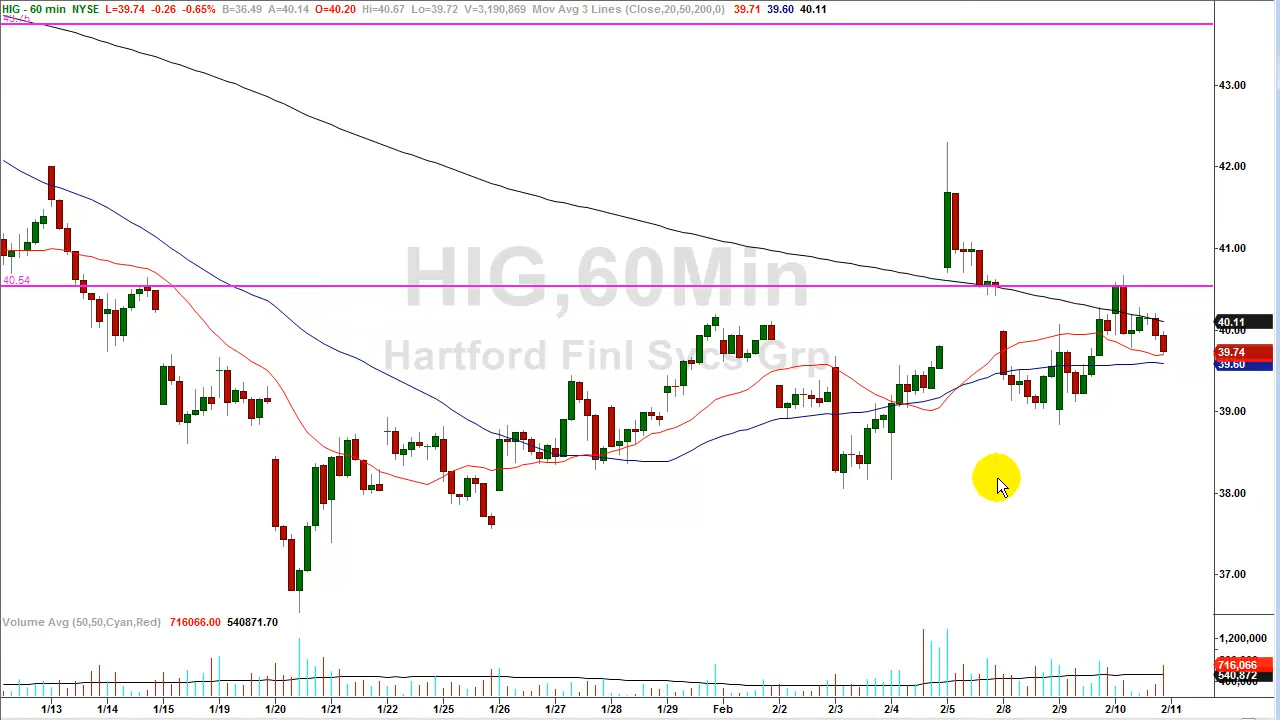 HIG - 60 min NYSE L=39.74 -0.26 -0.65% B=36.49 A=40.14 O=40.20 Hi=40.67 Lo=39.72 V=3,190,869 Mov Avg 3 Lines (Close,20,50,200,0) 39.71 39.60 40.11
43.00
42.00
41.00
40.54
HIG,60Min
40.11
40.00
Hartford Finl Svcs Grp
39.74
39.60
39.00
38.00
37.00
Volume Avg (50,50,Cyan,Red) 716066.00 540871.70
1,200,000
716,066
540,872
1/13 1/14 1/15 1/19 1/20 1/21 1/22 1/25 1/26 1/27 1/28 1/29 Feb 2/2 2/3 2/4 2/5 2/8 2/9 2/10 2/11